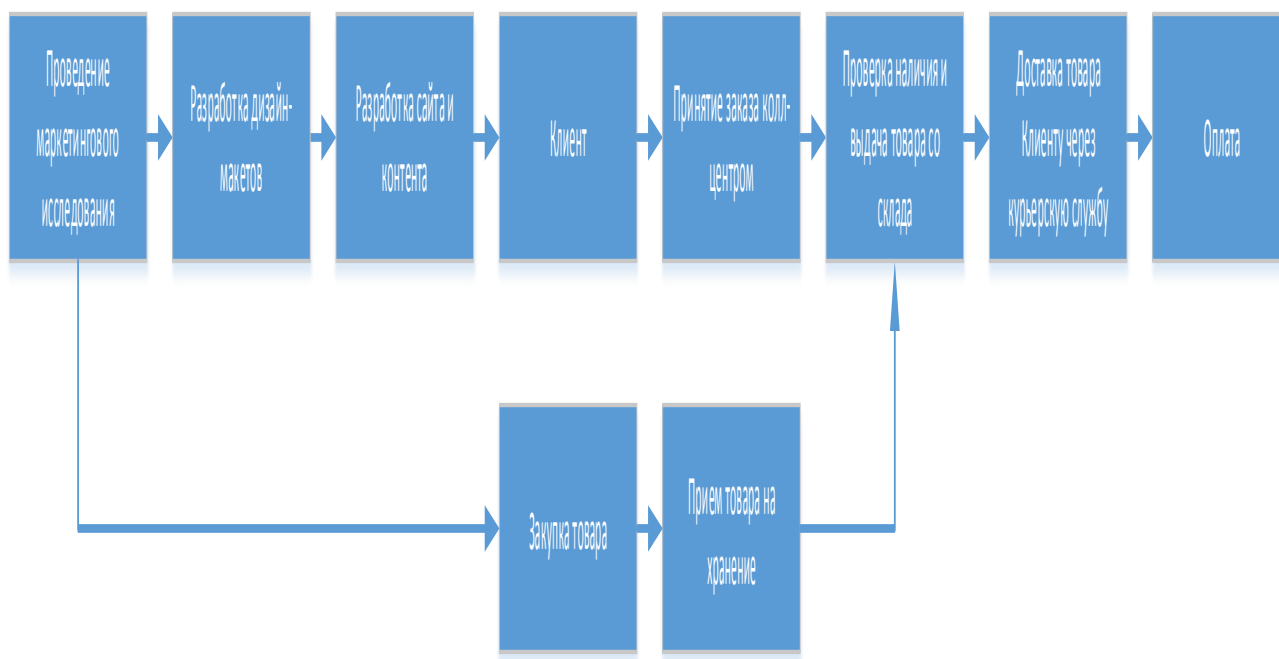 Проведение
маркетингового
исследования
Разработка дизайн-
макетов
Разработка сайта и
контента
Клиент
Принятие заказа колл-
центром
Проверка наличия и
выдача товара со
склада
Доставка товара
Клиенту через
курьерскую службу
Оплата
Закупка товара
Прием товара на
хранение